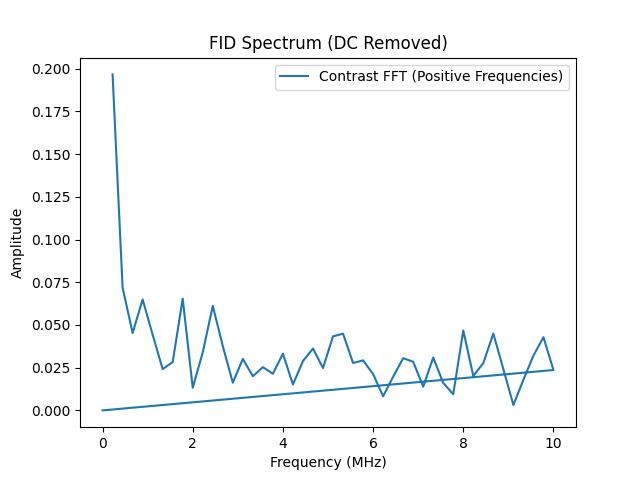 FID Spectrum (DC Removed)
Contrast FFT (Positive Frequencies)
0.200
0.175
0.150
0.125
0.100
0.075
0.050
0.025
0.000
Amplitude
0 2 4 6 8 10
Frequency (MHz)